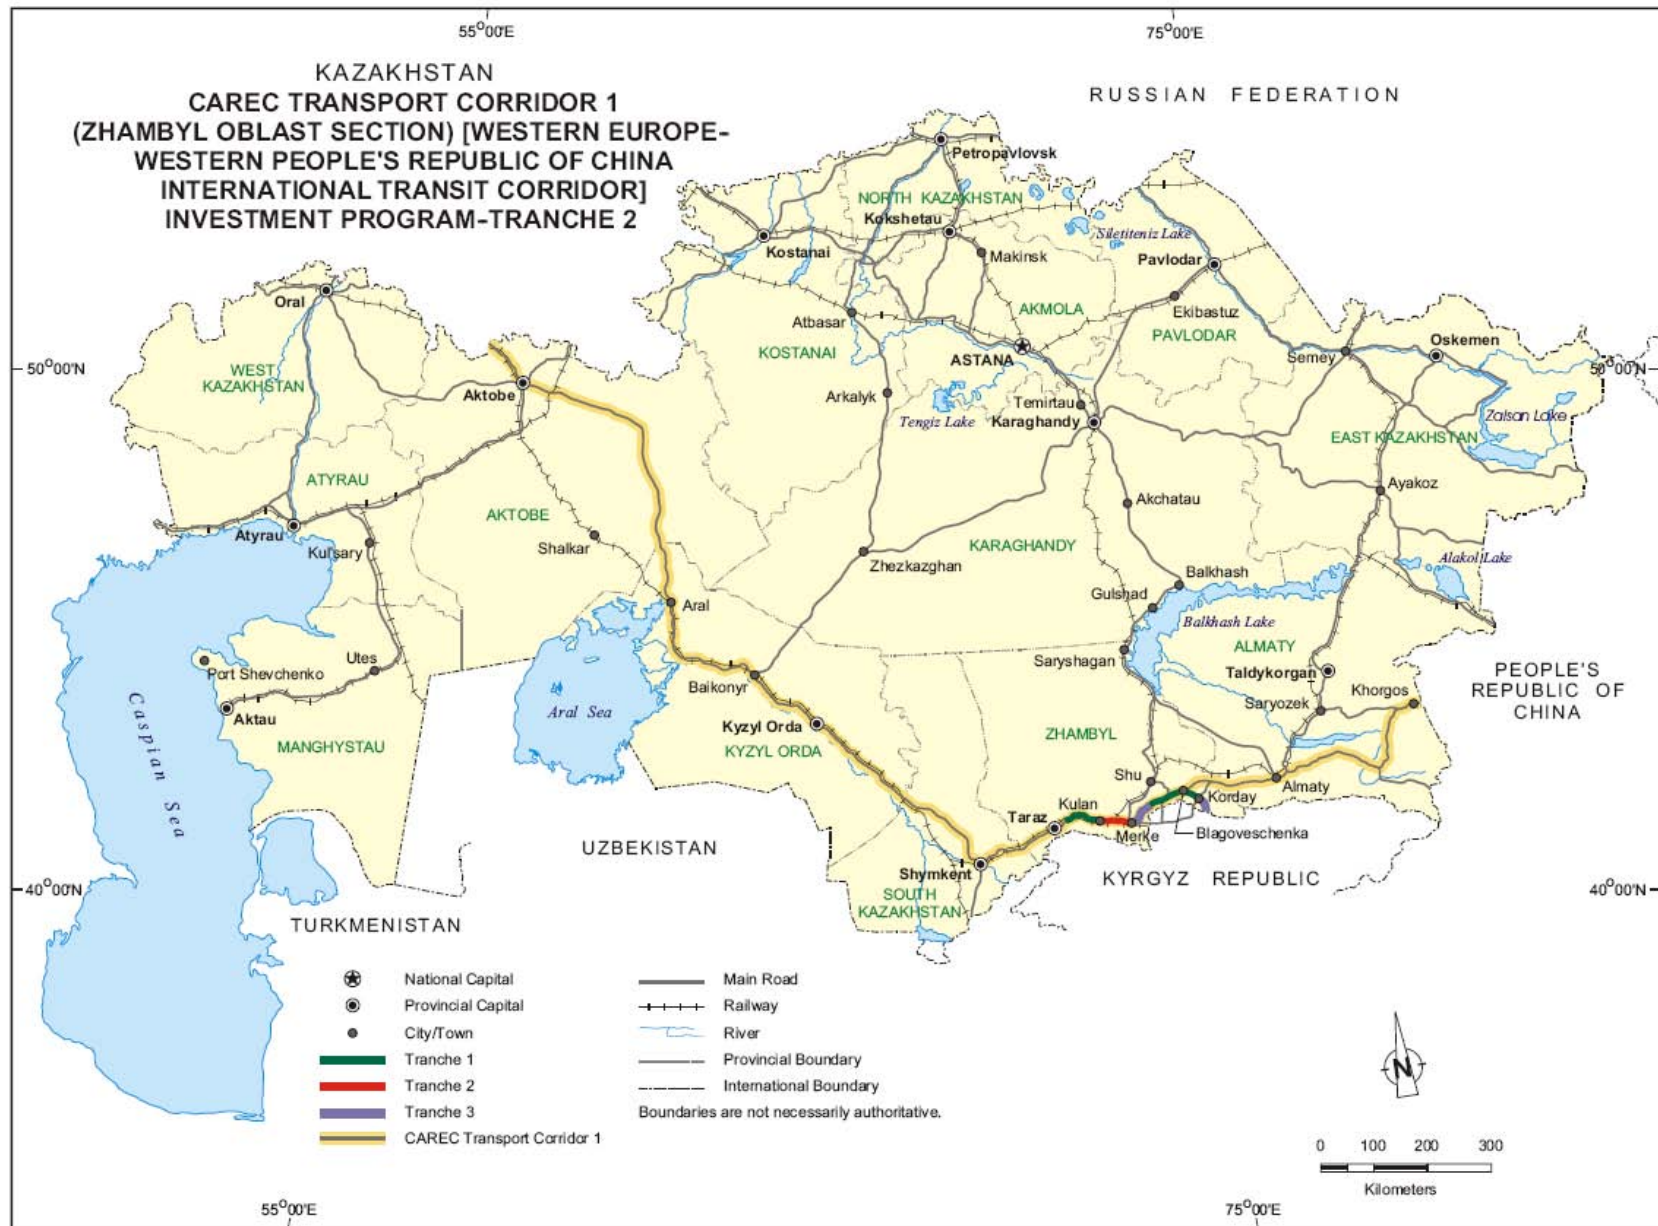 55°00'E
75°00'E
KAZAKHSTAN
CAREC TRANSPORT CORRIDOR 1
(ZHAMBYL OBLAST SECTION) [WESTERN EUROPE-
WESTERN PEOPLE'S REPUBLIC OF CHINA
INTERNATIONAL TRANSIT CORRIDOR]
INVESTMENT PROGRAM-TRANCHE 2
RUSSIAN FEDERATION
Petropavlovsk
NORTH KAZAKHSTAN
Kokshetau
Siletiteniz Lake
Kostanai
Makinsk
Pavlodar
Oral
Ekibastuz
AKMOLA
Atbasar
PAVLODAR
KOSTANAI
Oskemen
ASTANA
Semey
50°00'N
50°00'N
WEST
KAZAKHSTAN
Aktobe
Arkalyk
Temirtau
Tengiz Lake
Karaghandy
Zaisan Lake
EAST KAZAKHSTAN
ATYRAU
Ayakoz
Akchatau
AKTOBE
Atyrau
Shalkar
KARAGHANDY
Kul'sary
Zhezkazghan
Alakol Lake
Balkhash
Gulshad
Aral
Balkhash Lake
ALMATY
Utes
Saryshagan
Port Shevchenko
Taldykorgan
PEOPLE'S
REPUBLIC OF
CHINA
Baikonyr
Khorgos
Saryozek
Aral Sea
Aktau
Kyzyl Orda
Caspian Sea
MANGHYSTAU
KYZYL ORDA
ZHAMBYL
Shu
Almaty
Korday
Kulan
Taraz
Merke
Blagoveschenka
UZBEKISTAN
Shymkent
KYRGYZ REPUBLIC
40°00'N
40°00'N
SOUTH
KAZAKHSTAN
TURKMENISTAN
National Capital
Provincial Capital
City/Town
Tranche 1
Tranche 2
Tranche 3
CAREC Transport Corridor 1
Main Road
Railway
River
Provincial Boundary
International Boundary
Boundaries are not necessarily authoritative.
N
0 100 200 300
Kilometers
55°00'E
75°00'E